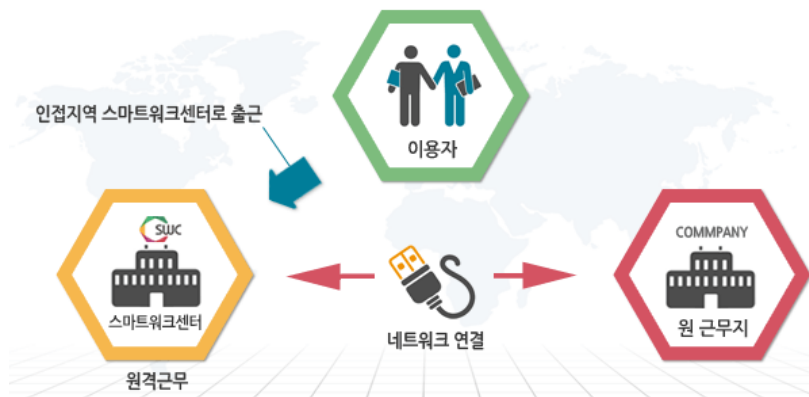 이용자
인접지역 스마트워크센터로 출근
SWC
스마트워크센터
원격근무
네트워크 연결
COMMPANY
원 근무지